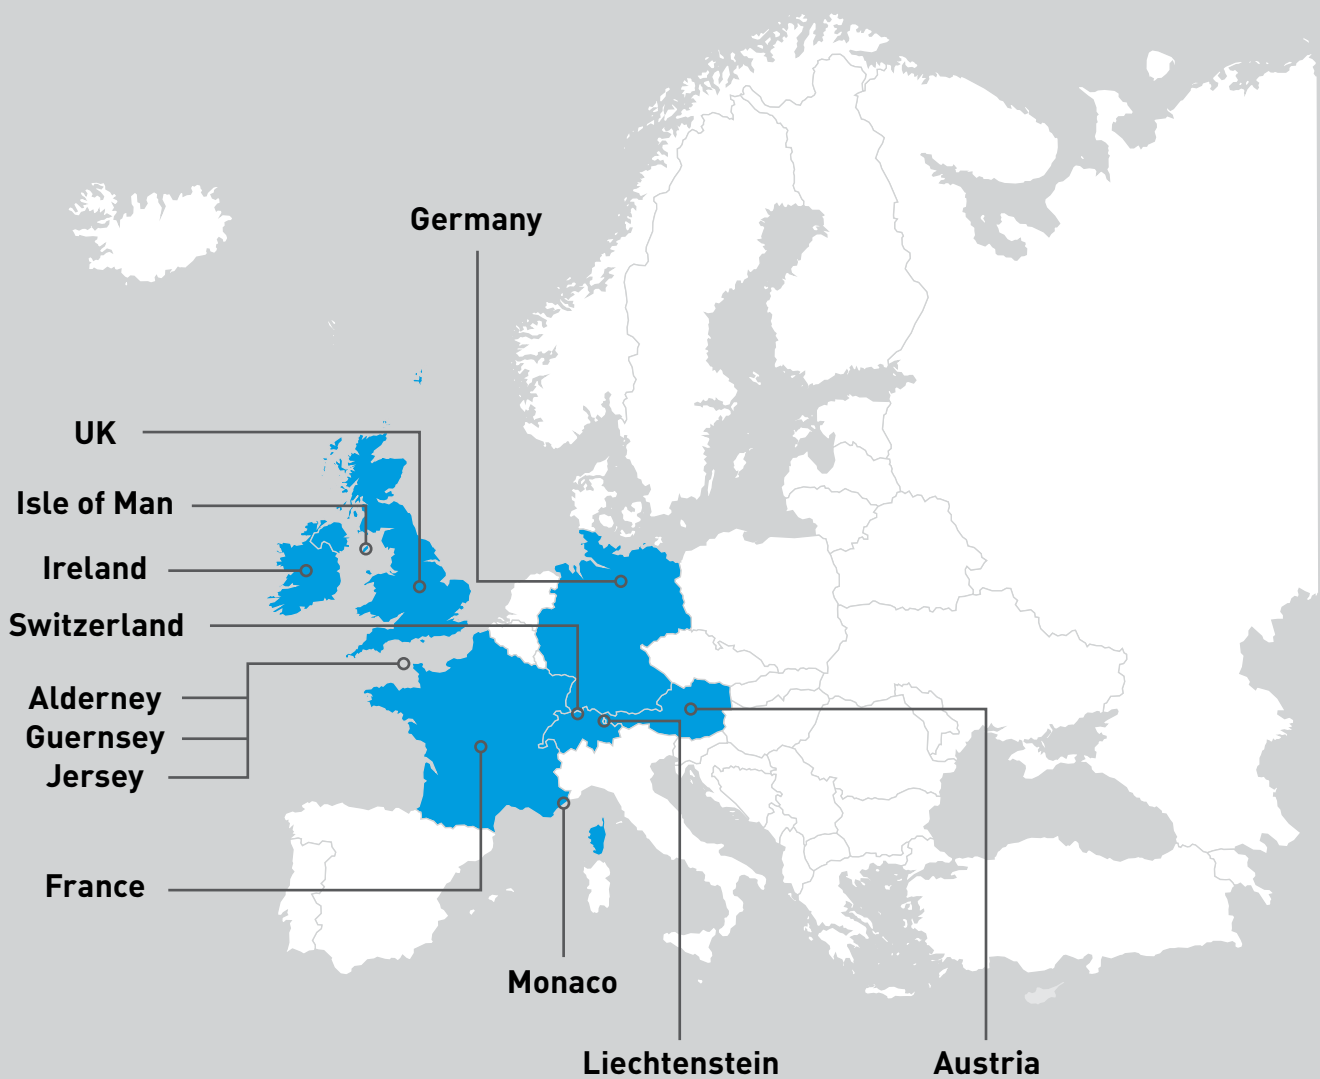 Germany
UK
Isle of Man
Ireland
Switzerland
Alderney
Guernsey
Jersey
France
Monaco
Liechtenstein
Austria